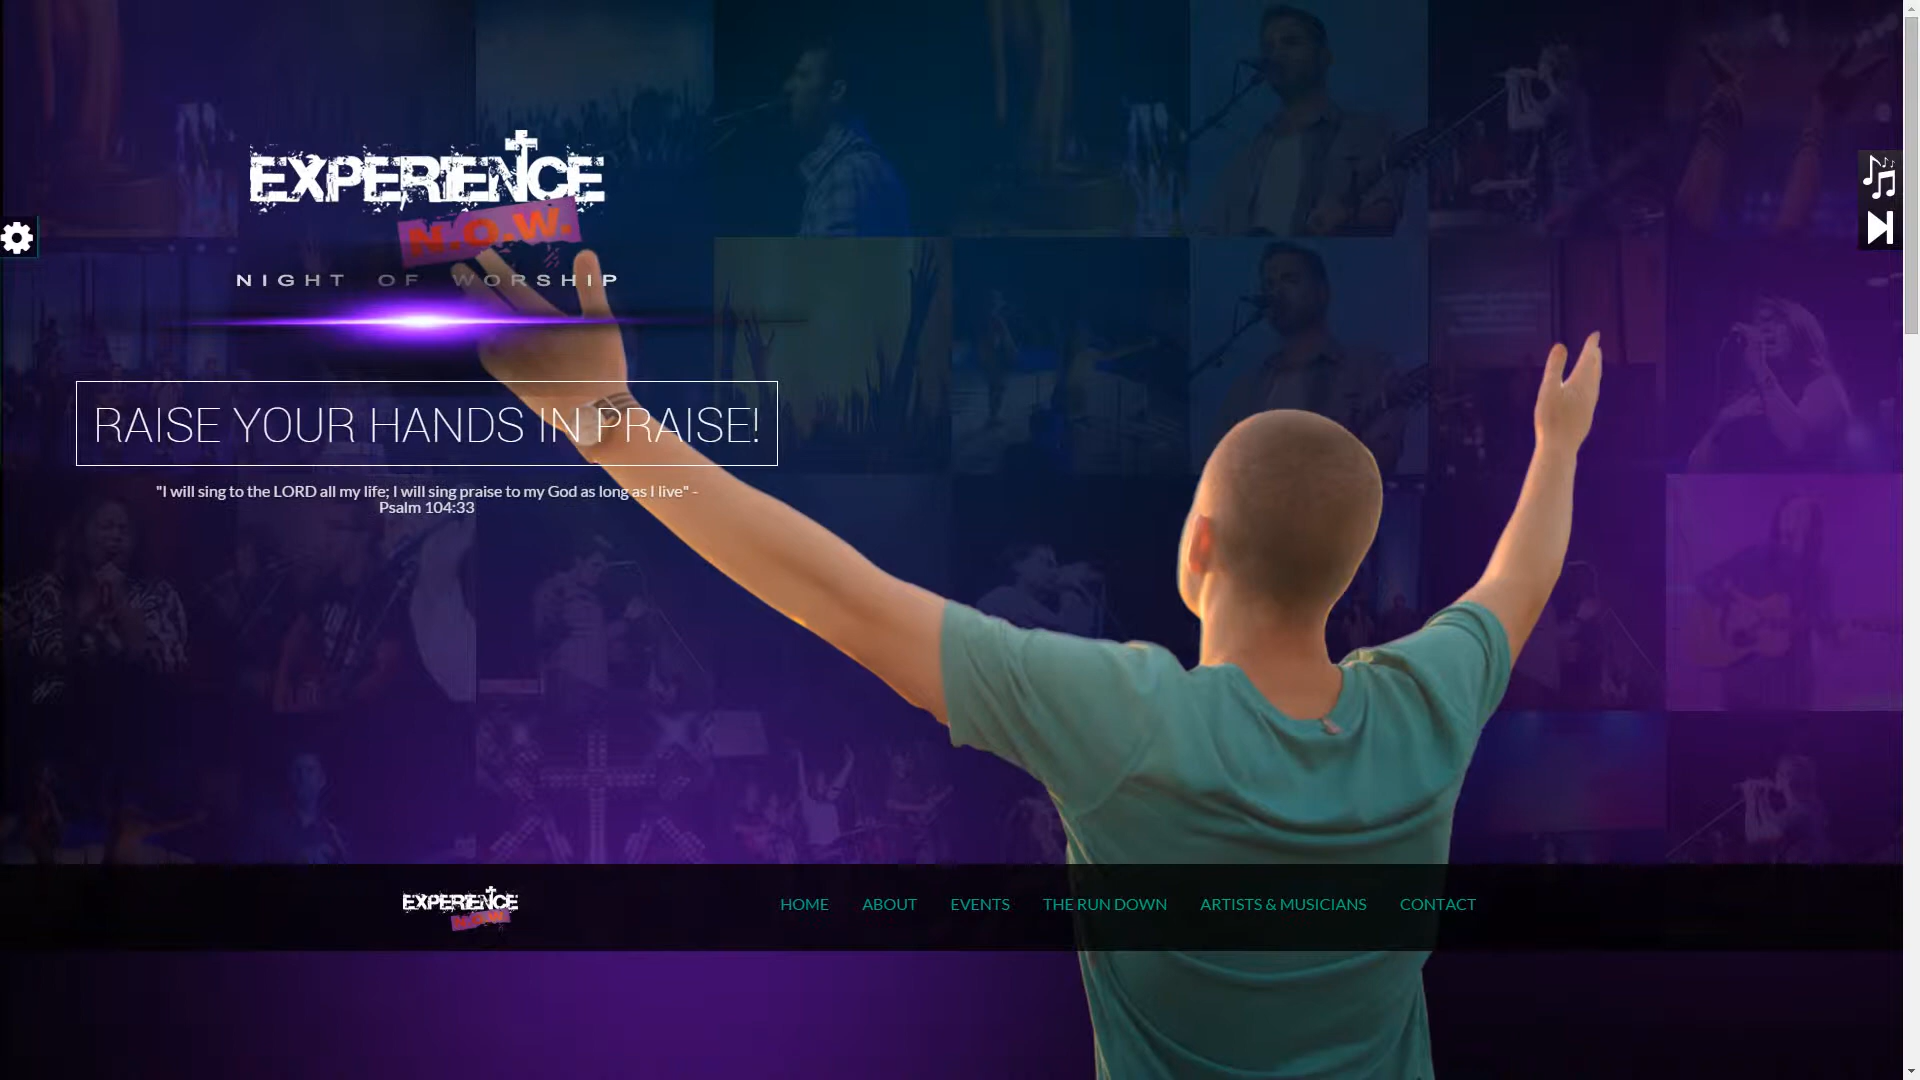 EXPERIENCE
N.O.W.
NIGHT OF WORSHIP
RAISE YOUR HANDS IN PRAISE!
"I will sing to the LORD all my life; I will sing praise to my God as long as I live" -
Psalm 104:33
EXPERIENCE
N.O.W.
HOME ABOUT EVENTS THE RUN DOWN ARTISTS & MUSICIANS CONTACT